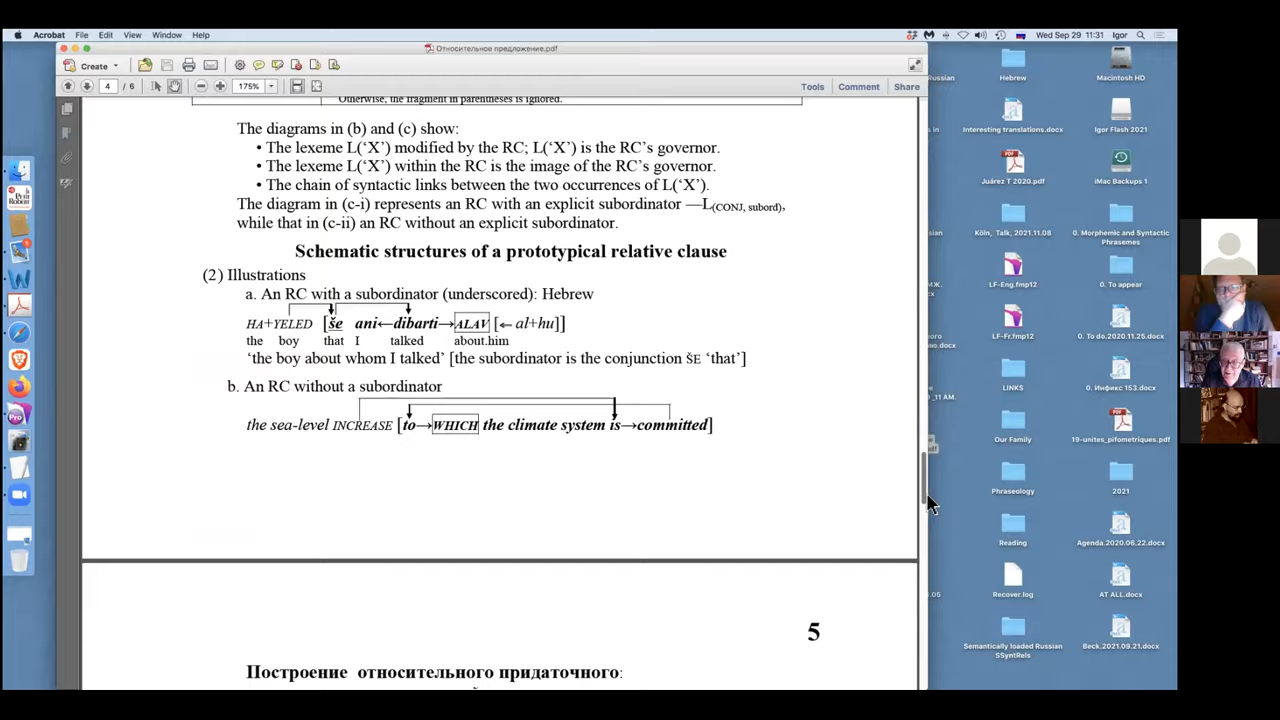 Acrobat File Edit View Window Help
Wed Sep 29 11:31 Igor
Относительное предложение.pdf
Create
4 / 6
175%
Tools Comment Share
Otherwise, the fragment in parentheses is ignored.
The diagrams in (b) and (c) show:
• The lexeme L(‘X’) modified by the RC; L(‘X’) is the RC’s governor.
• The lexeme L(‘X’) within the RC is the image of the RC’s governor.
• The chain of syntactic links between the two occurrences of L(‘X’).
The diagram in (c-i) represents an RC with an explicit subordinator —L(CONJ, subord),
while that in (c-ii) an RC without an explicit subordinator.
Schematic structures of a prototypical relative clause
(2) Illustrations
a. An RC with a subordinator (underscored): Hebrew
HA+YELED [še ani←dibarti→ALAV [← al+hu]]
the boy that I talked about.him
‘the boy about whom I talked’ [the subordinator is the conjunction ŠE ‘that’]
b. An RC without a subordinator
the sea-level INCREASE [to→WHICH the climate system is→committed]
5
Построение относительного придаточного:
Russian
Hebrew
Macintosh HD
Interesting translations.docx
Igor Flash 2021
Juárez T 2020.pdf
iMac Backups 1
Köln, Talk, 2021.11.08
0. Morphemic and Syntactic
Phrasemes
LF-Eng.fmp12
0. To appear
LF-Fr.fmp12
0. To do.2020.11.25.docx
LINKS
0. Инфикс 153.docx
Our Family
19-unites_pifometriques.pdf
Phraseology
2021
Reading
Agenda.2020.06.22.docx
Recover.log
AT ALL.docx
Semantically loaded Russian
SSyntRels
Beck.2021.09.21.docx